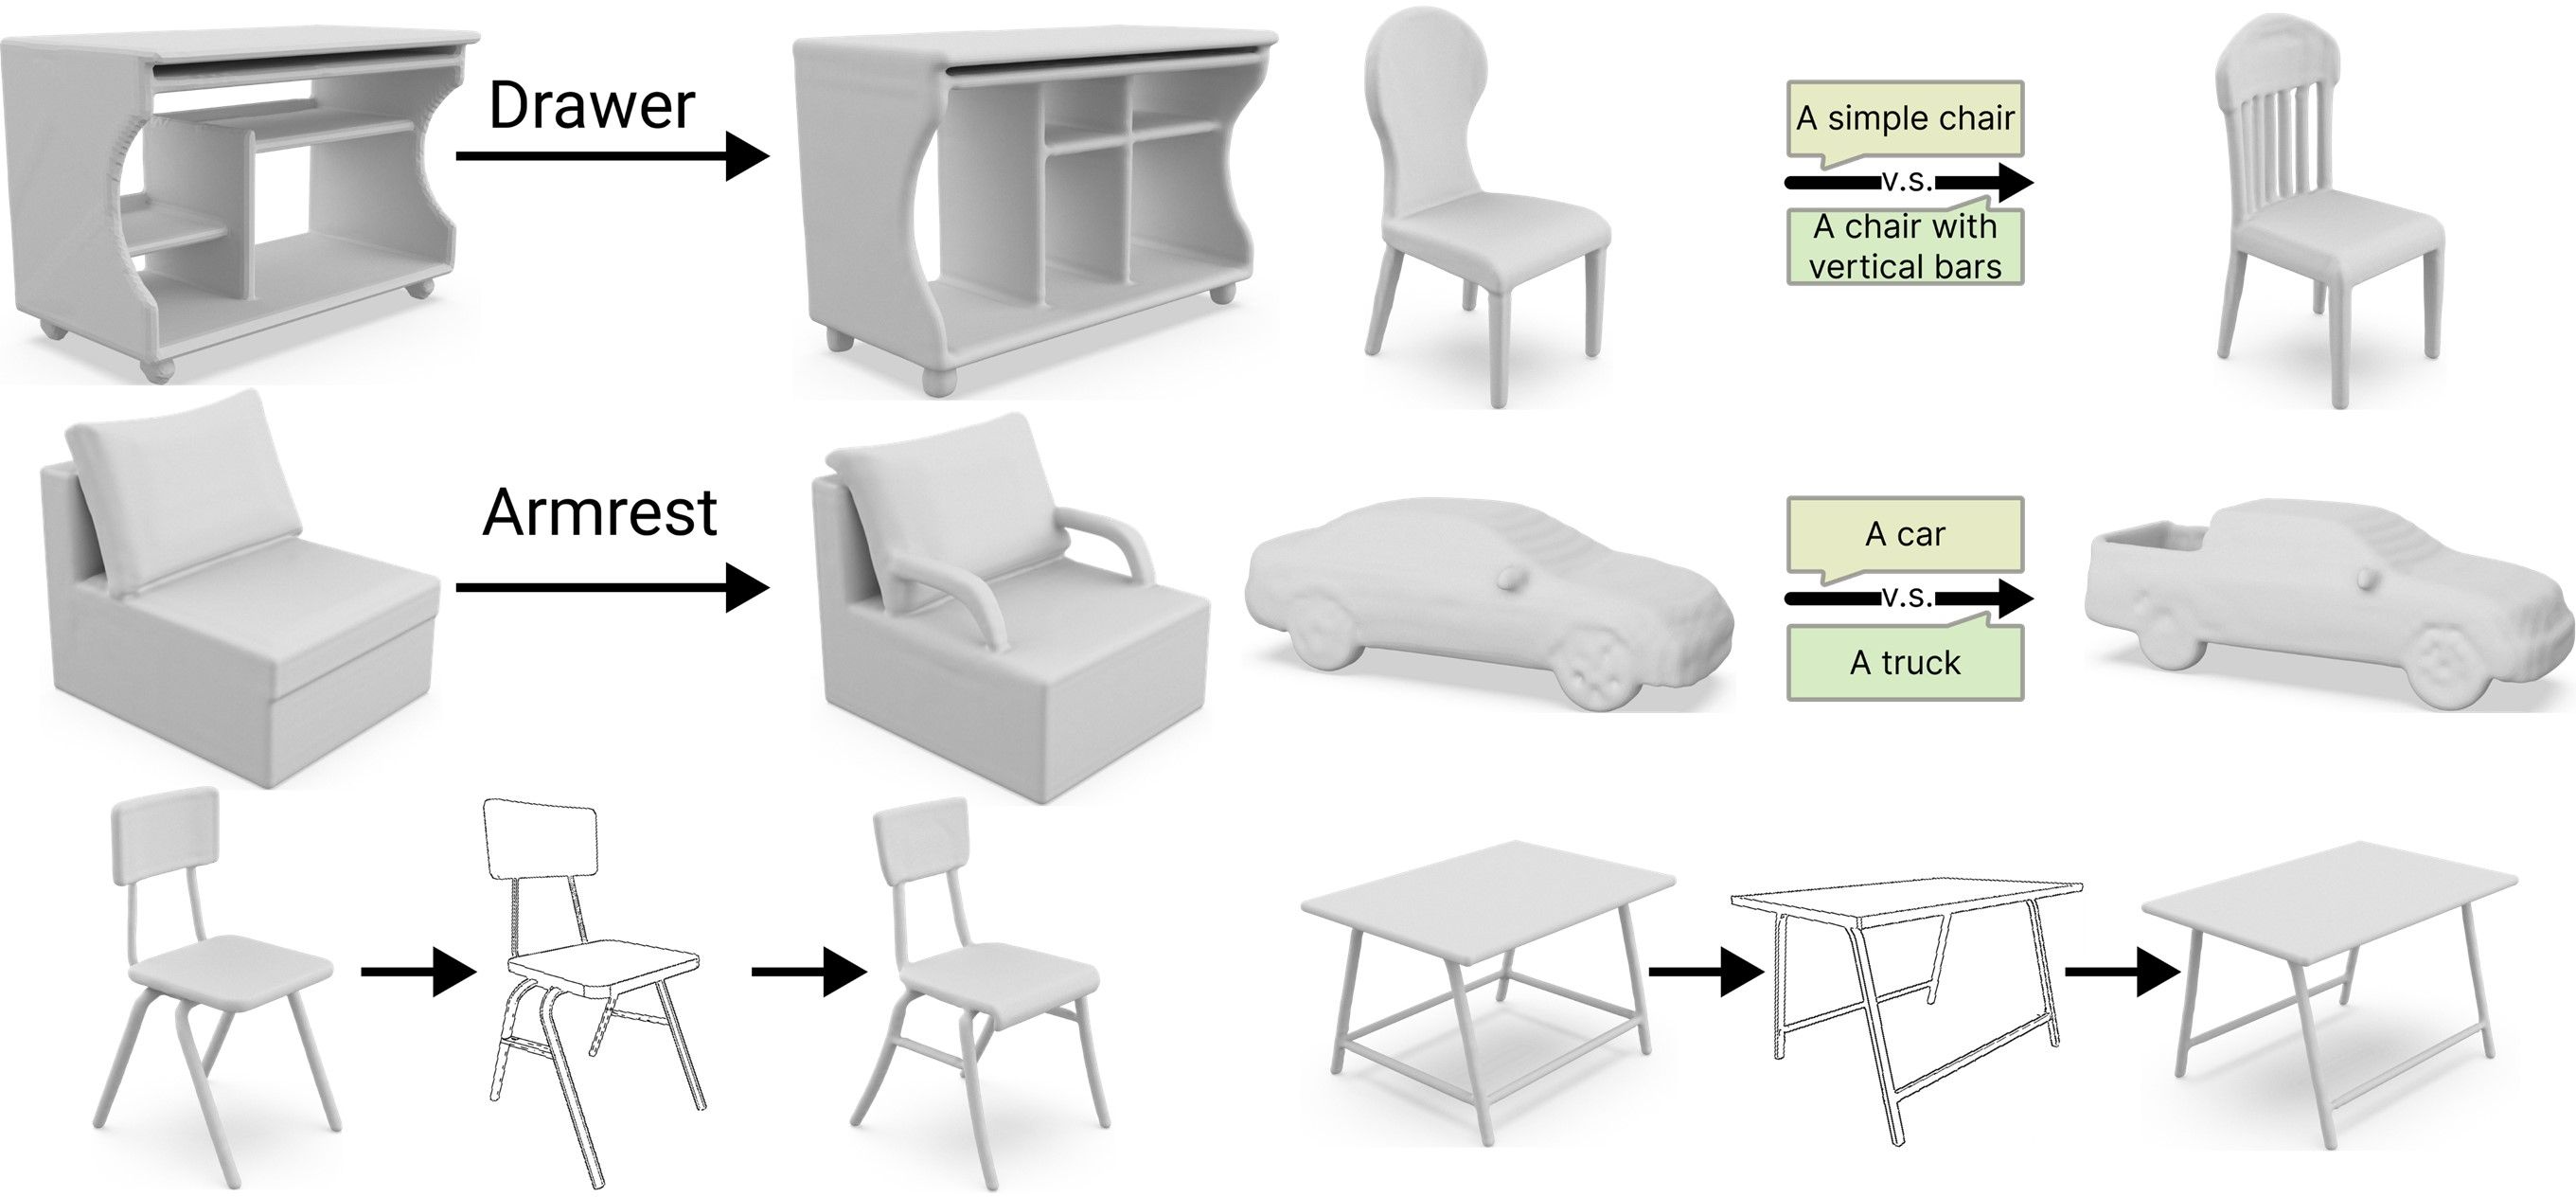 Drawer
A simple chair
v.s.
A chair with
vertical bars
Armrest
A car
v.s.
A truck